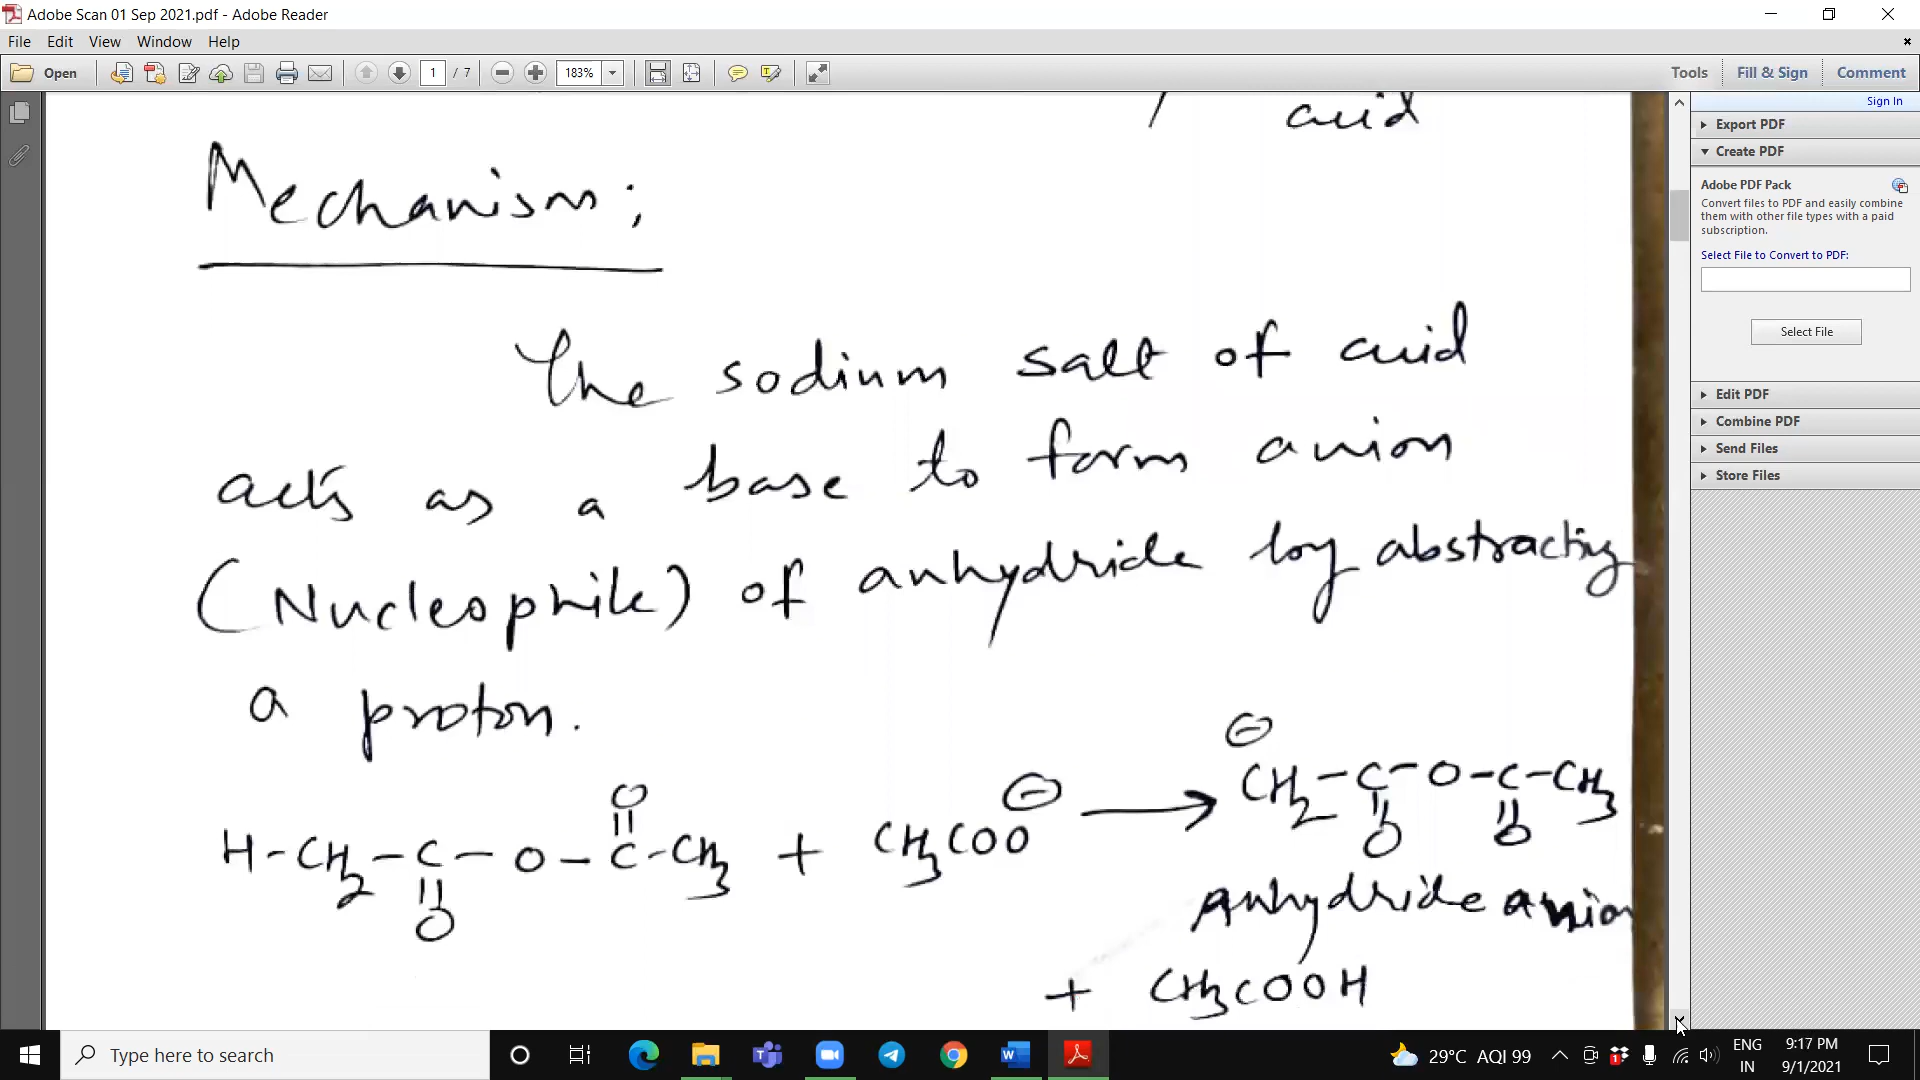 Adobe Scan 01 Sep 2021.pdf - Adobe Reader
File Edit View Window Help
Open 1 / 7 183% Tools Fill & Sign Comment
Sign In
Export PDF
Create PDF
Adobe PDF Pack
Convert files to PDF and easily combine
them with other file types with a paid
subscription.
Select File to Convert to PDF:
Select File
Edit PDF
Combine PDF
Send Files
Store Files
acid
Mechanism;
The sodium salt of acid
acts as a base to form anion
(Nucleophile) of anhydride by abstracting
a proton.
O
||
H-CH2-C-O-C-CH3 + CH3COO⊖ → ⊖CH2-C-O-C-CH3
||
O
|| ||
O O
Anhydride anion
+ CH3COOH
Type here to search
29°C AQI 99 ENG IN 9:17 PM 9/1/2021